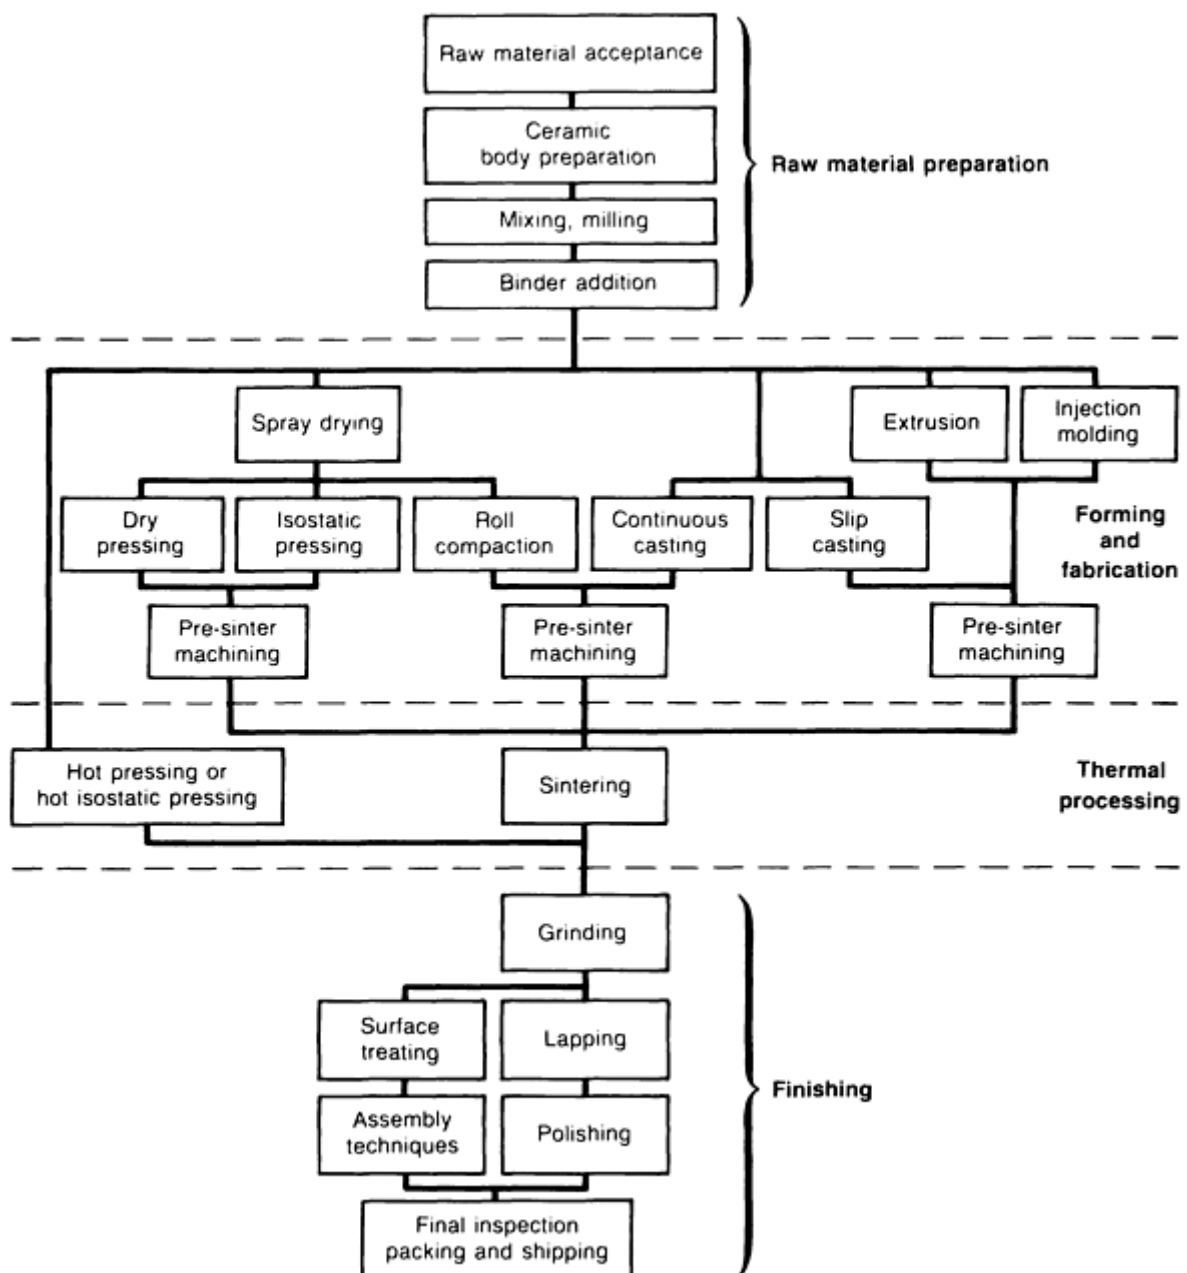 Raw material acceptance
Ceramic
body preparation
Raw material preparation
Mixing, milling
Binder addition
Spray drying
Extrusion
Injection
molding
Dry
pressing
Isostatic
pressing
Roll
compaction
Continuous
casting
Slip
casting
Forming
and
fabrication
Pre-sinter
machining
Pre-sinter
machining
Pre-sinter
machining
Hot pressing or
hot isostatic pressing
Sintering
Thermal
processing
Grinding
Surface
treating
Lapping
Finishing
Assembly
techniques
Polishing
Final inspection
packing and shipping